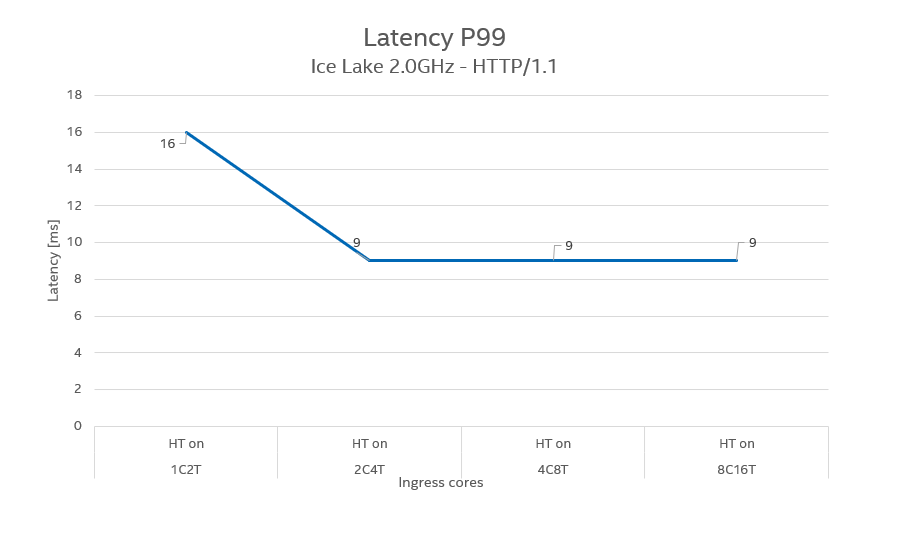 Latency P99
Ice Lake 2.0GHz - HTTP/1.1
18
16
16
14
12
10
9
9
9
8
6
4
2
0
Latency [ms]
HT on HT on HT on HT on
1C2T 2C4T 4C8T 8C16T
Ingress cores